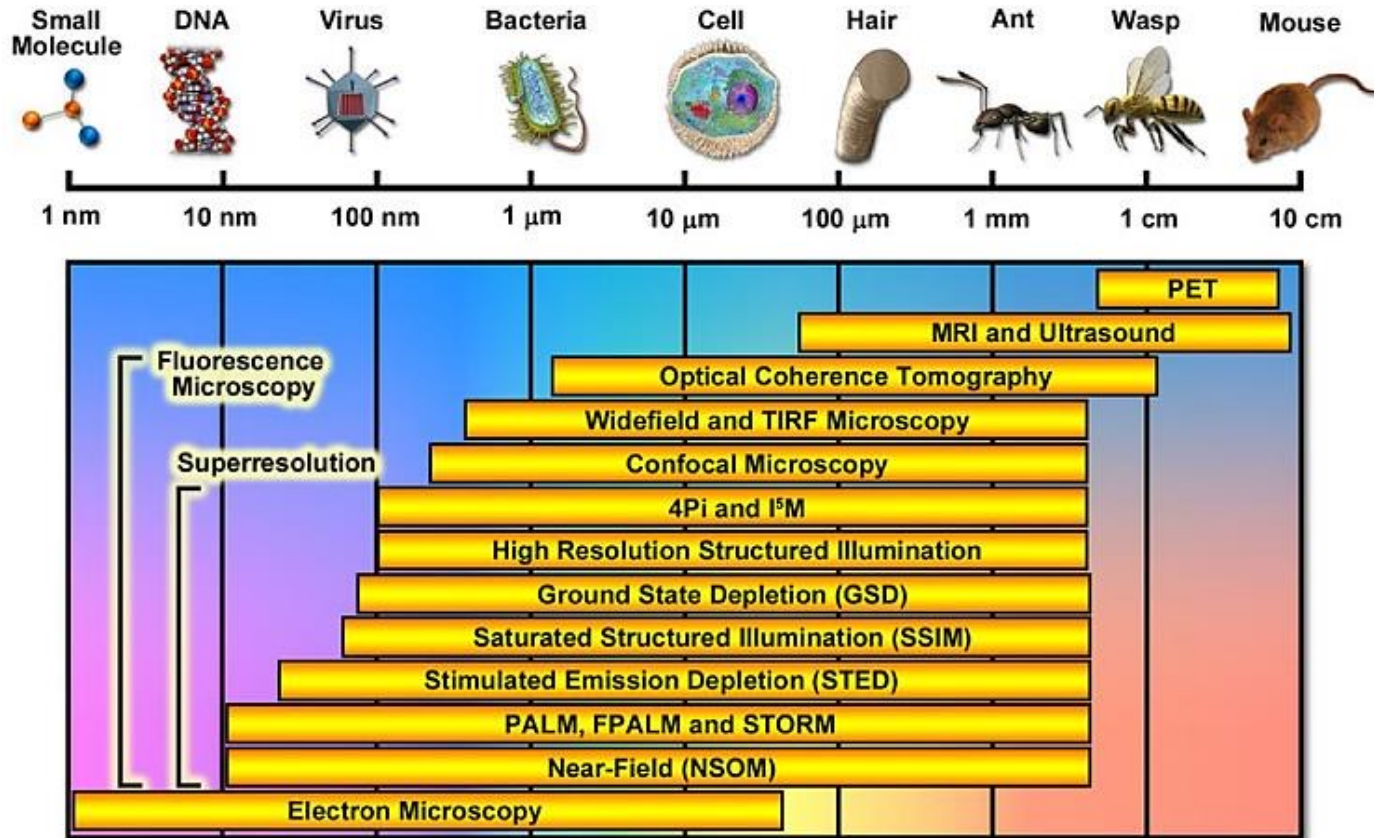 Small
Molecule
DNA
Virus
Bacteria
Cell
Hair
Ant
Wasp
Mouse
1 nm
10 nm
100 nm
1 μm
10 μm
100 μm
1 mm
1 cm
10 cm
PET
MRI and Ultrasound
Fluorescence
Microscopy
Optical Coherence Tomography
Widefield and TIRF Microscopy
Superresolution
Confocal Microscopy
4Pi and I⁵M
High Resolution Structured Illumination
Ground State Depletion (GSD)
Saturated Structured Illumination (SSIM)
Stimulated Emission Depletion (STED)
PALM, FPALM and STORM
Near-Field (NSOM)
Electron Microscopy